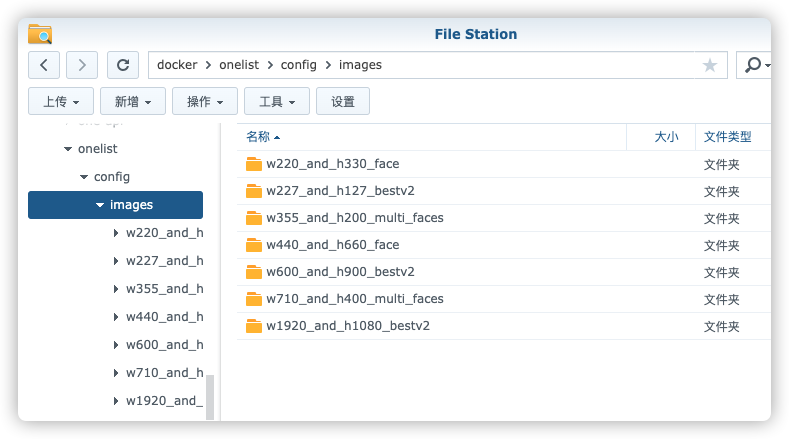 File Station
docker > onelist > config > images
上传 新增 操作 工具 设置
onelist
config
images
w220_and_h
w227_and_h
w355_and_h
w440_and_h
w600_and_h
w710_and_h
w1920_and_
名称 大小 文件类型
w220_and_h330_face 文件夹
w227_and_h127_bestv2 文件夹
w355_and_h200_multi_faces 文件夹
w440_and_h660_face 文件夹
w600_and_h900_bestv2 文件夹
w710_and_h400_multi_faces 文件夹
w1920_and_h1080_bestv2 文件夹